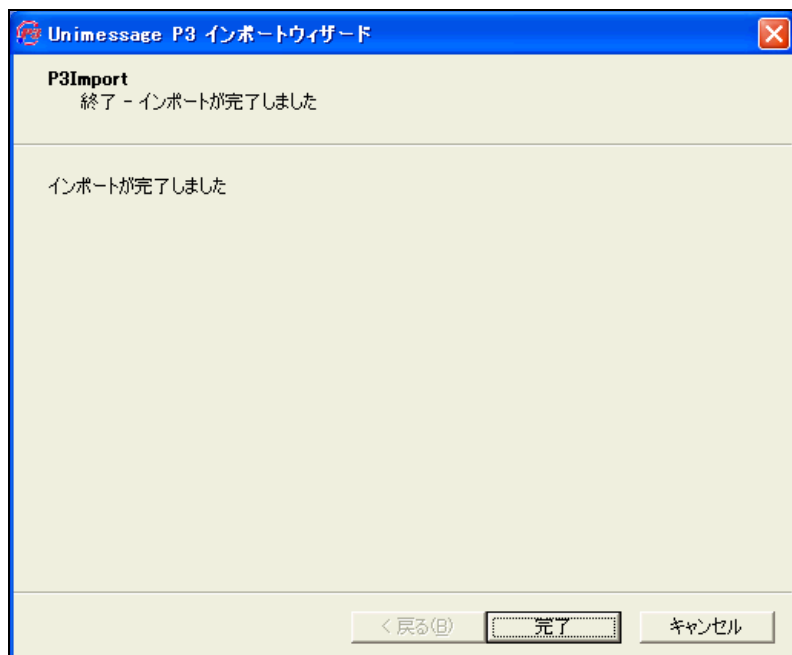 Unimessage P3 インポートウィザード
P3Import
終了 - インポートが完了しました
インポートが完了しました
< 戻る(B) 完了 キャンセル